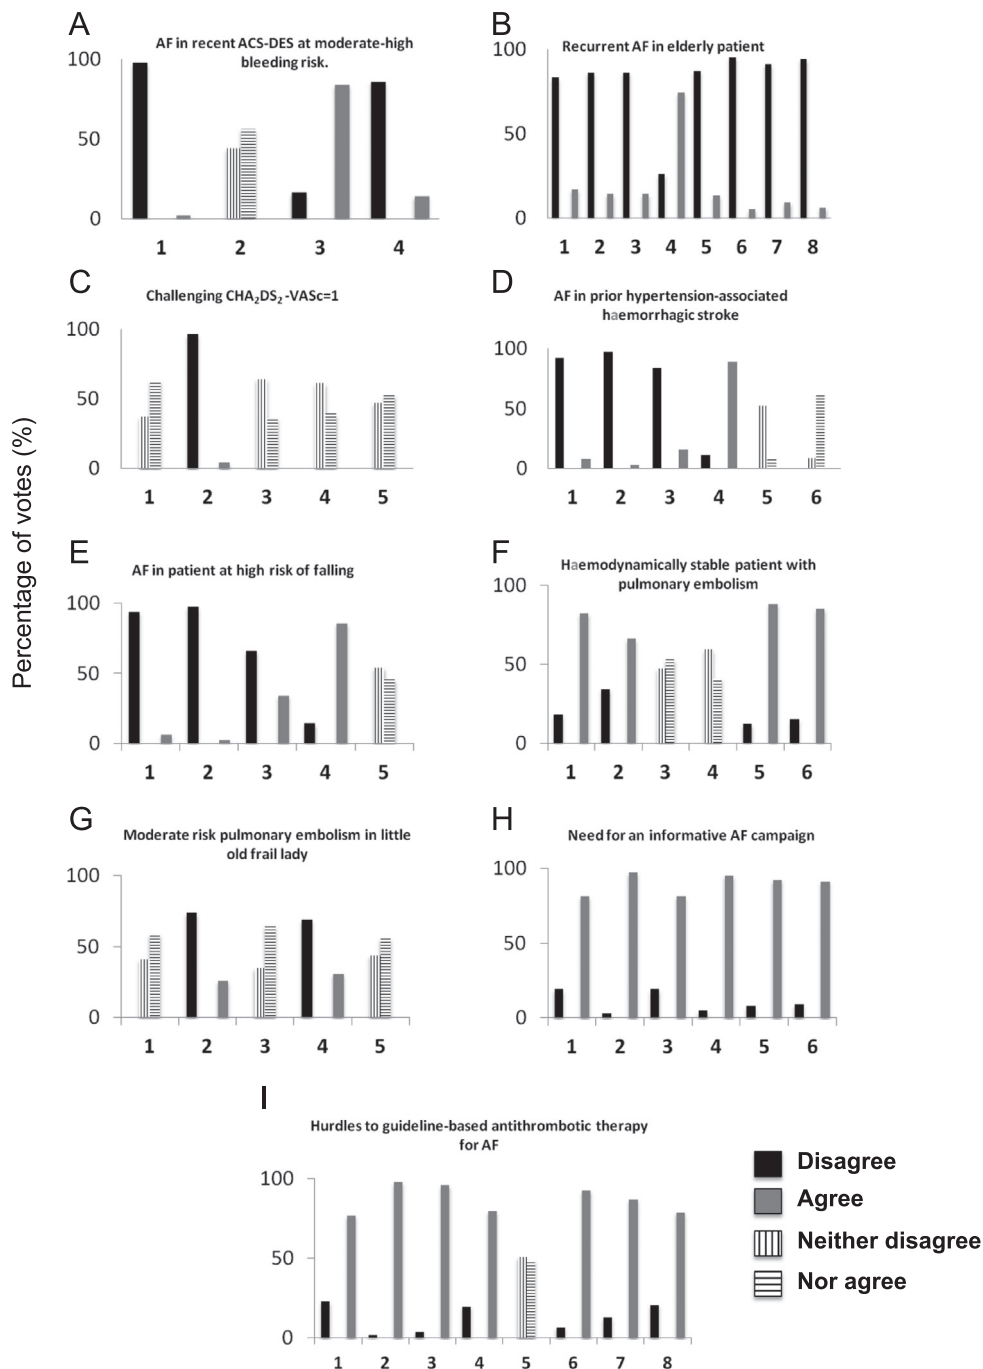 A
AF in recent ACS-DES at moderate-high
bleeding risk.
100
50
0
1 2 3 4
B
Recurrent AF in elderly patient
100
50
0
1 2 3 4 5 6 7 8
C
Challenging CHA₂DS₂ -VASc=1
100
50
0
1 2 3 4 5
D
AF in prior hypertension-associated
haemorrhagic stroke
100
50
0
1 2 3 4 5 6
Percentage of votes (%)
E
AF in patient at high risk of falling
100
50
0
1 2 3 4 5
F
Haemodynamically stable patient with
pulmonary embolism
100
50
0
1 2 3 4 5 6
G
Moderate risk pulmonary embolism in little
old frail lady
100
50
0
1 2 3 4 5
H
Need for an informative AF campaign
100
50
0
1 2 3 4 5 6
I
Hurdles to guideline-based antithrombotic therapy
for AF
100
50
0
1 2 3 4 5 6 7 8
Disagree
Agree
Neither disagree
Nor agree